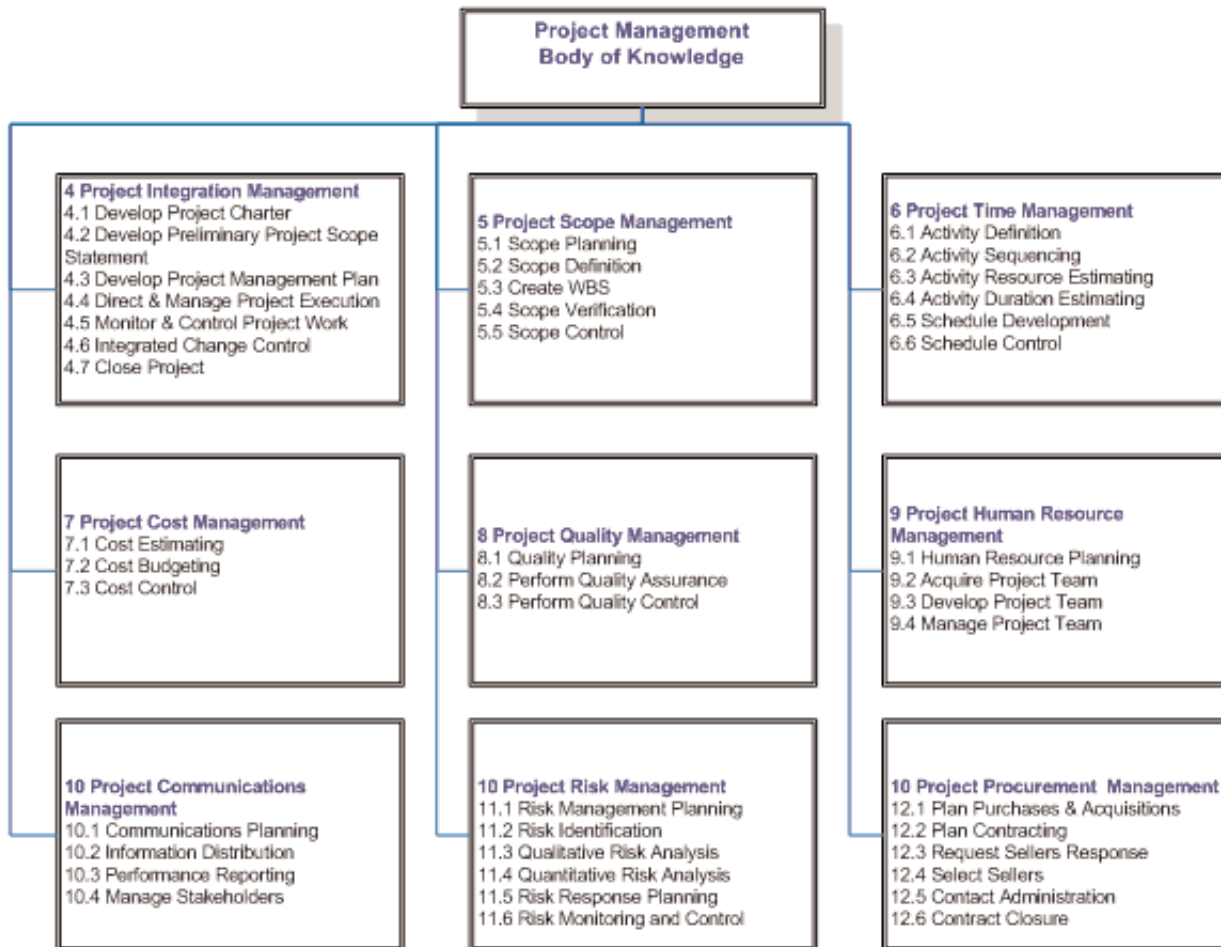 Project Management
Body of Knowledge
4 Project Integration Management
4.1 Develop Project Charter
4.2 Develop Preliminary Project Scope
Statement
4.3 Develop Project Management Plan
4.4 Direct & Manage Project Execution
4.5 Monitor & Control Project Work
4.6 Integrated Change Control
4.7 Close Project
5 Project Scope Management
5.1 Scope Planning
5.2 Scope Definition
5.3 Create WBS
5.4 Scope Verification
5.5 Scope Control
6 Project Time Management
6.1 Activity Definition
6.2 Activity Sequencing
6.3 Activity Resource Estimating
6.4 Activity Duration Estimating
6.5 Schedule Development
6.6 Schedule Control
7 Project Cost Management
7.1 Cost Estimating
7.2 Cost Budgeting
7.3 Cost Control
8 Project Quality Management
8.1 Quality Planning
8.2 Perform Quality Assurance
8.3 Perform Quality Control
9 Project Human Resource
Management
9.1 Human Resource Planning
9.2 Acquire Project Team
9.3 Develop Project Team
9.4 Manage Project Team
10 Project Communications
Management
10.1 Communications Planning
10.2 Information Distribution
10.3 Performance Reporting
10.4 Manage Stakeholders
10 Project Risk Management
11.1 Risk Management Planning
11.2 Risk Identification
11.3 Qualitative Risk Analysis
11.4 Quantitative Risk Analysis
11.5 Risk Response Planning
11.6 Risk Monitoring and Control
10 Project Procurement Management
12.1 Plan Purchases & Acquisitions
12.2 Plan Contracting
12.3 Request Sellers Response
12.4 Select Sellers
12.5 Contact Administration
12.6 Contract Closure